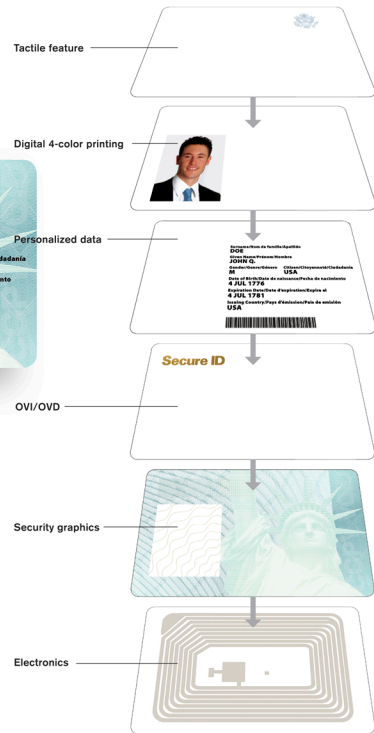 Tactile feature
Digital 4-color printing
Personalized data
Surname/Nom de famille/Apellido
DOE
Given Name/Prénom/Nombre
JOHN Q.
Gender/Genre/Género Citizen/Citoyenneté/Ciudadanía
M USA
Date of Birth/Date de naissance/Fecha de nacimiento
4 JUL 1776
Expiration Date/Date d'expiration/Expira el
4 JUL 1781
Issuing Country/Pays d'émission/País de emisión
USA
Secure ID
OVI/OVD
Security graphics
Electronics